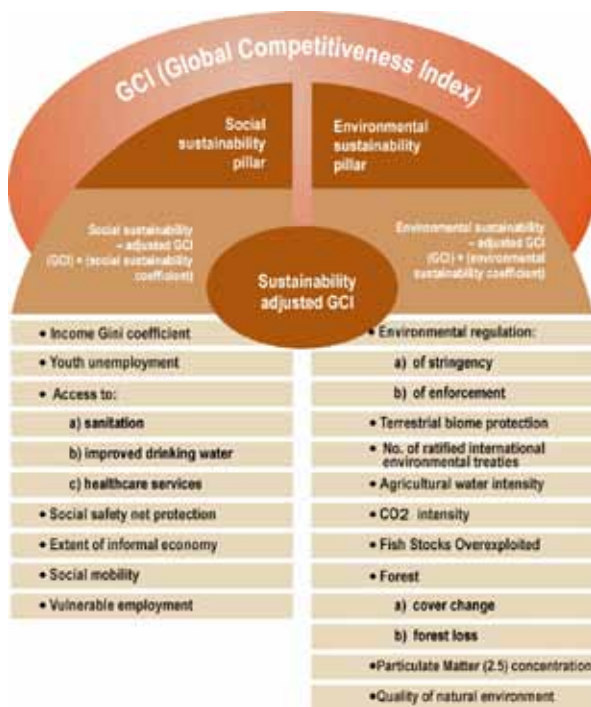 GCI (Global Competitiveness Index)
Social
sustainability
pillar
Environmental
sustainability
pillar
Social sustainability
– adjusted GCI
(GCI) + (social sustainability
coefficient)
Environmental sustainability
– adjusted GCI
(GCI) + (environmental
sustainability coefficient)
Sustainability
adjusted GCI
• Income Gini coefficient
• Youth unemployment
• Access to:
a) sanitation
b) improved drinking water
c) healthcare services
• Social safety net protection
• Extent of informal economy
• Social mobility
• Vulnerable employment
• Environmental regulation:
a) of stringency
b) of enforcement
• Terrestrial biome protection
• No. of ratified international
environmental treaties
• Agricultural water intensity
• CO2 intensity
• Fish Stocks Overexploited
• Forest
a) cover change
b) forest loss
•Particulate Matter (2.5) concentration
•Quality of natural environment